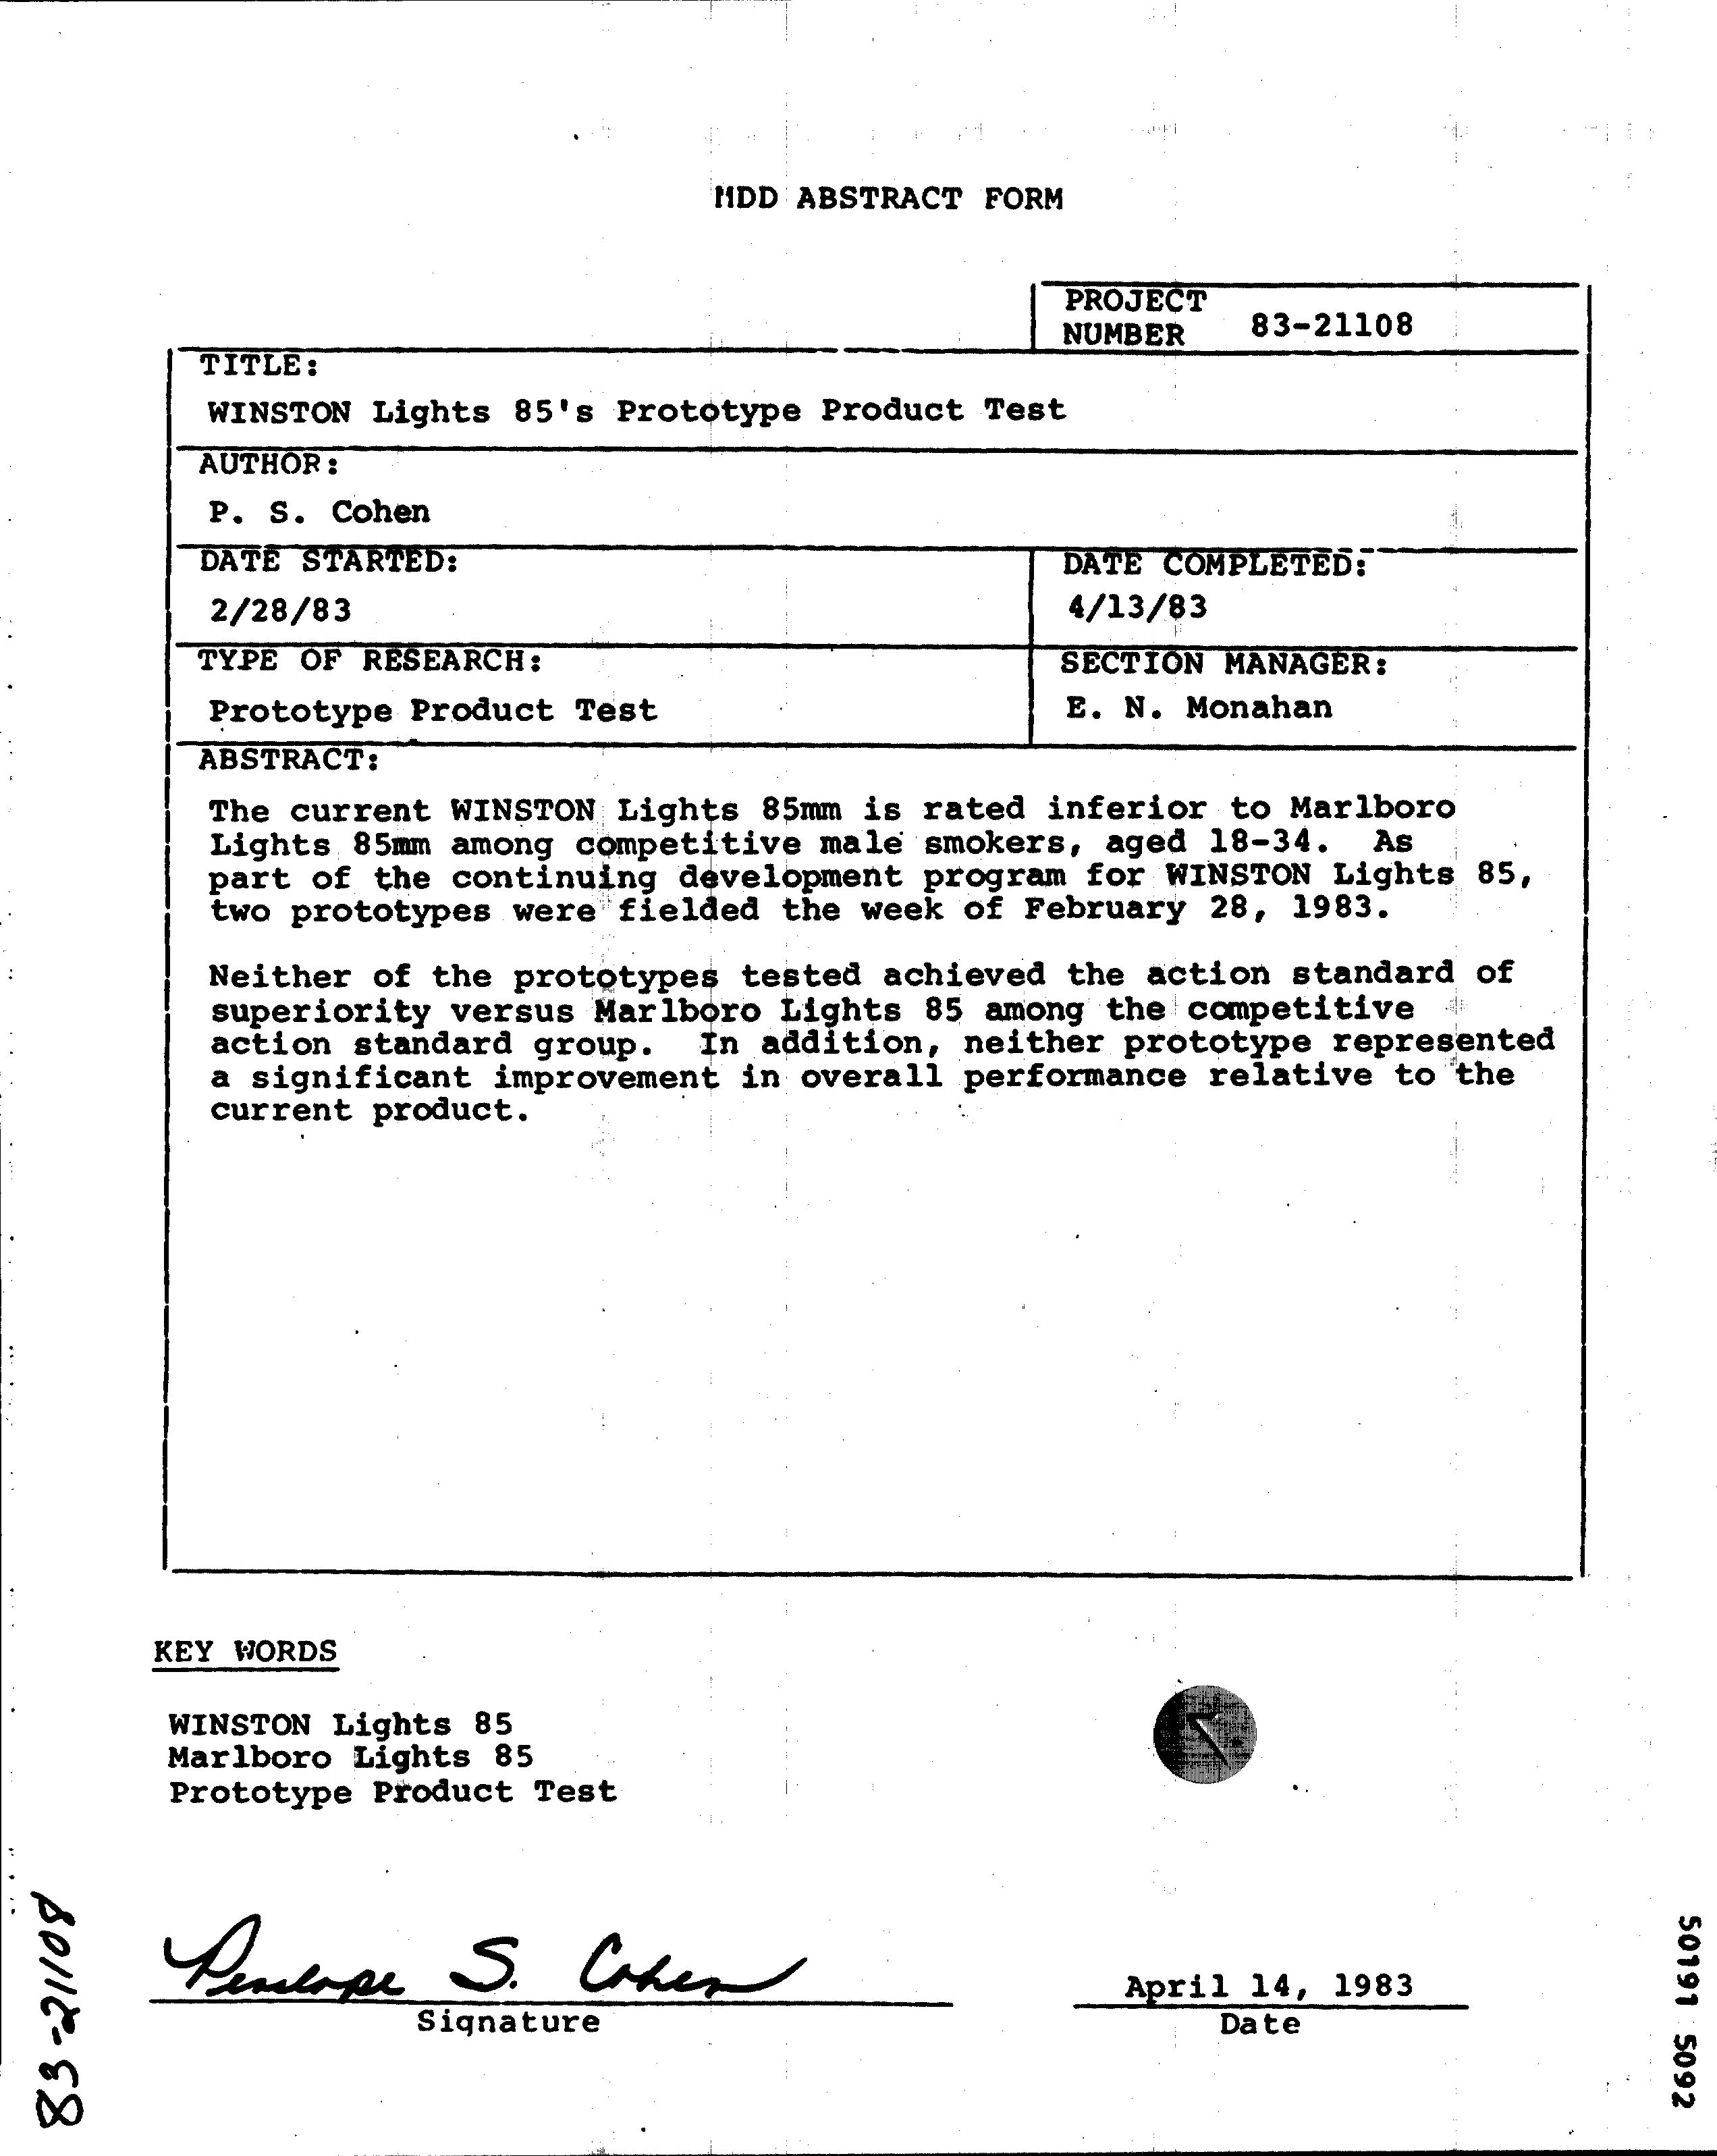 MDD ABSTRACT FORM
PROJECT
NUMBER 83-21108
TITLE:
WINSTON Lights 85's Prototype Product Test
AUTHOR:
P. S. Cohen
DATE STARTED: DATE COMPLETED:
2/28/83 4/13/83
TYPE OF RESEARCH: SECTION MANAGER:
Prototype Product Test E. N. Monahan
ABSTRACT:
The current WINSTON Lights 85mm is rated inferior to Marlboro
Lights 85mm among competitive male smokers, aged 18-34. As
part of the continuing development program for WINSTON Lights 85,
two prototypes were fielded the week of February 28, 1983.
Neither of the prototypes tested achieved the action standard of
superiority versus Marlboro Lights 85 among the competitive
action standard group. In addition, neither prototype represented
a significant improvement in overall performance relative to the
current product.
KEY WORDS
WINSTON Lights 85
Marlboro Lights 85
Prototype Product Test
Penelope S. Cohen April 14, 1983
Signature Date
83-21108
50191 5092